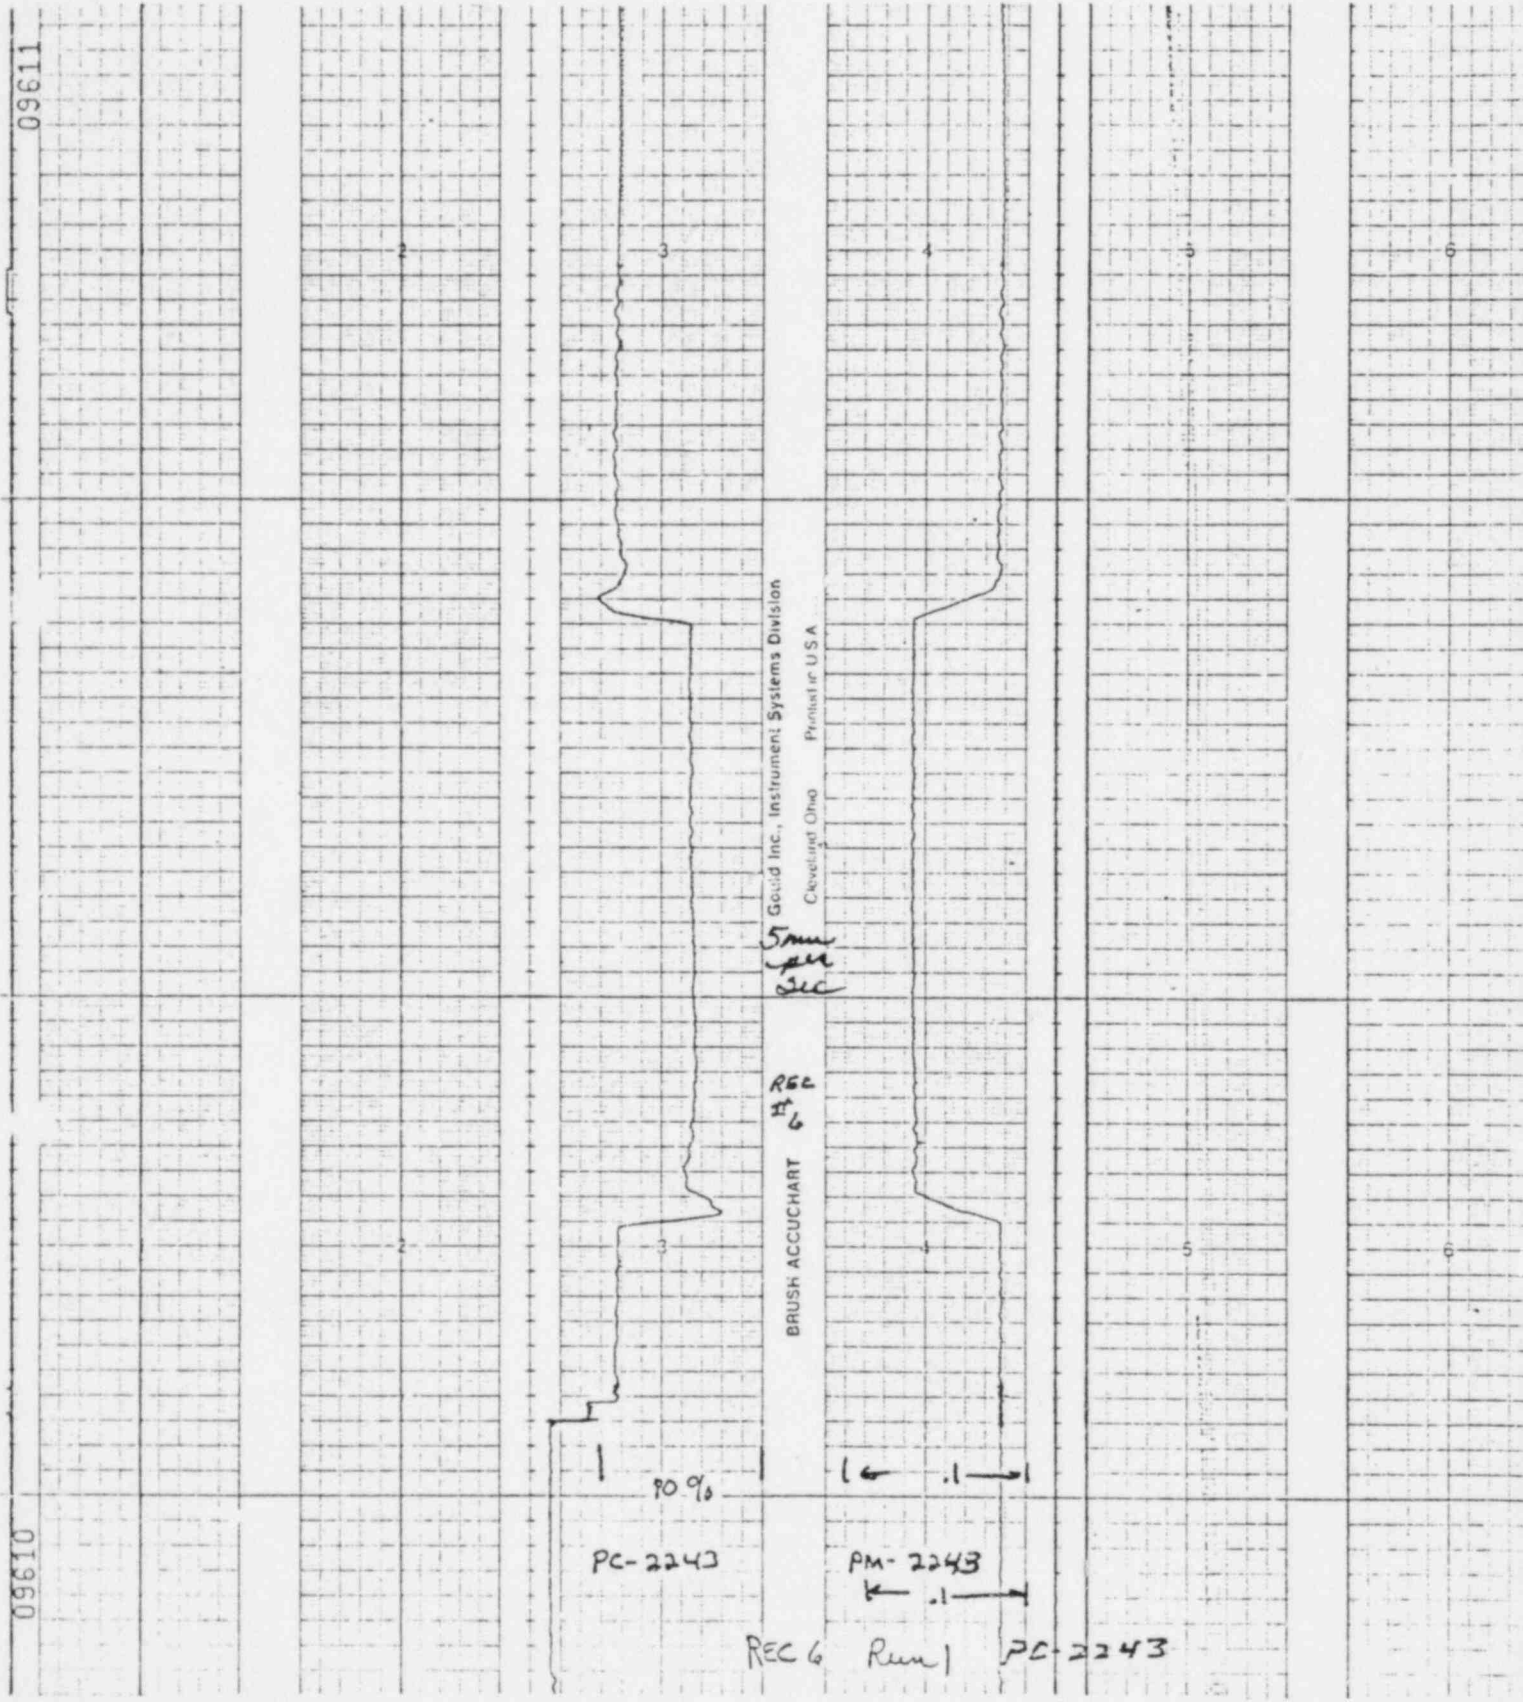 09611
2
3
4
5
6
Gould Inc., Instrument Systems Division
Cleveland Ohio Printed in USA
5mm
per
Sec
REC
#
6
BRUSH ACCUCHART
2
3
4
5
6
90 %
.1
09610
PC-2243
PM-2243
.1
REC 6 Run 1 PC-2243